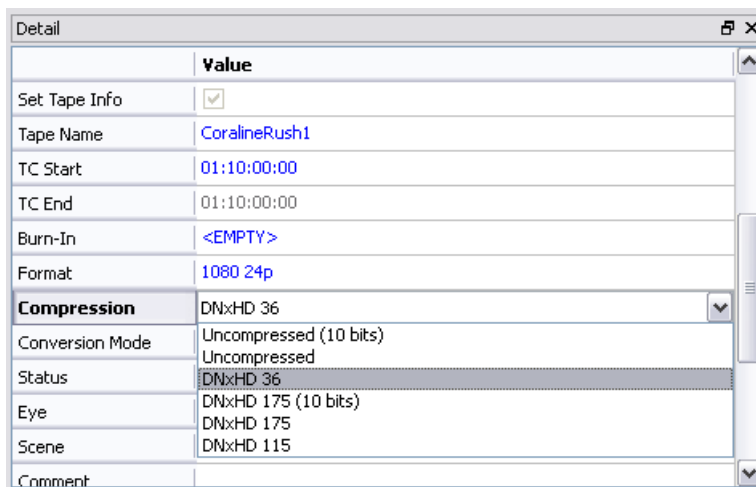 Detail
Value
Set Tape Info
Tape Name CoralineRush1
TC Start 01:10:00:00
TC End 01:10:00:00
Burn-In <EMPTY>
Format 1080 24p
Compression DNxHD 36
Conversion Mode Uncompressed (10 bits)
Uncompressed
Status DNxHD 36
Eye DNxHD 175 (10 bits)
DNxHD 175
Scene DNxHD 115
Comment